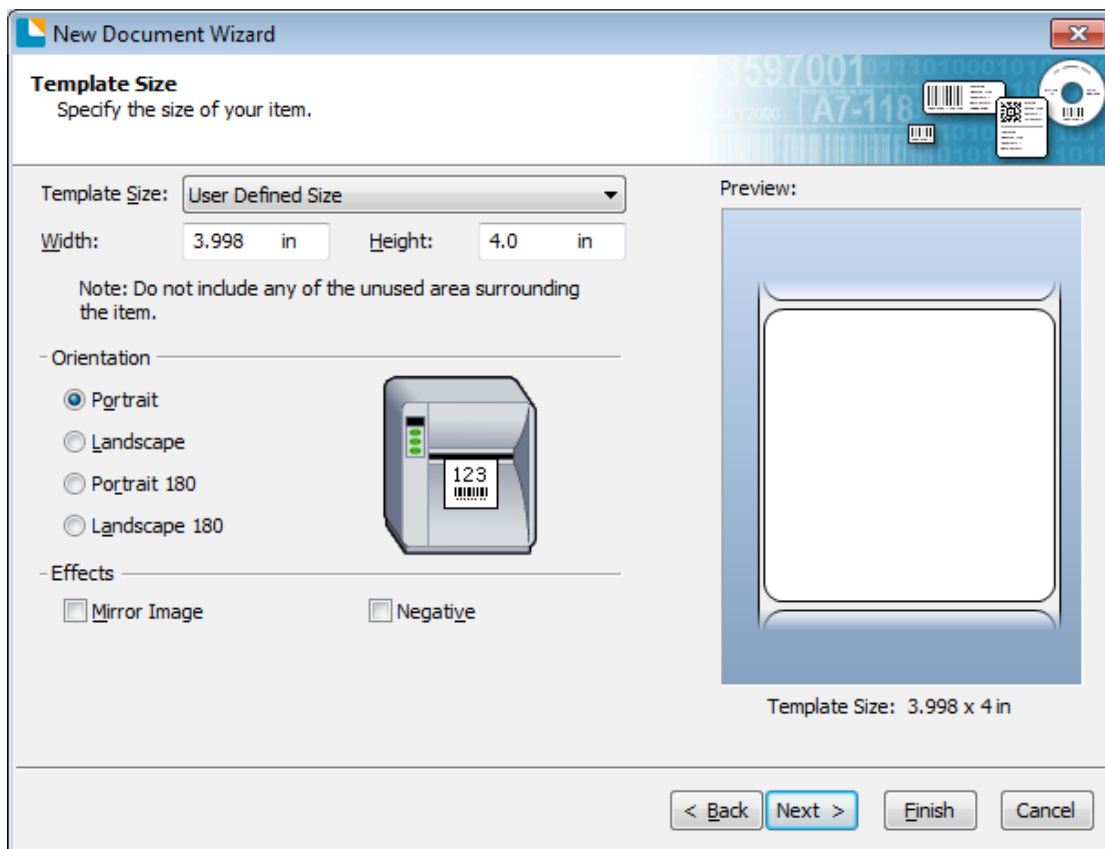 New Document Wizard
Template Size
Specify the size of your item.
3597001
A7-118
Template Size: User Defined Size
Preview:
Width: 3.998 in Height: 4.0 in
Note: Do not include any of the unused area surrounding
the item.
Orientation
Portrait
Landscape
Portrait 180
Landscape 180
123
Effects
Mirror Image Negative
Template Size: 3.998 x 4 in
< Back Next > Finish Cancel